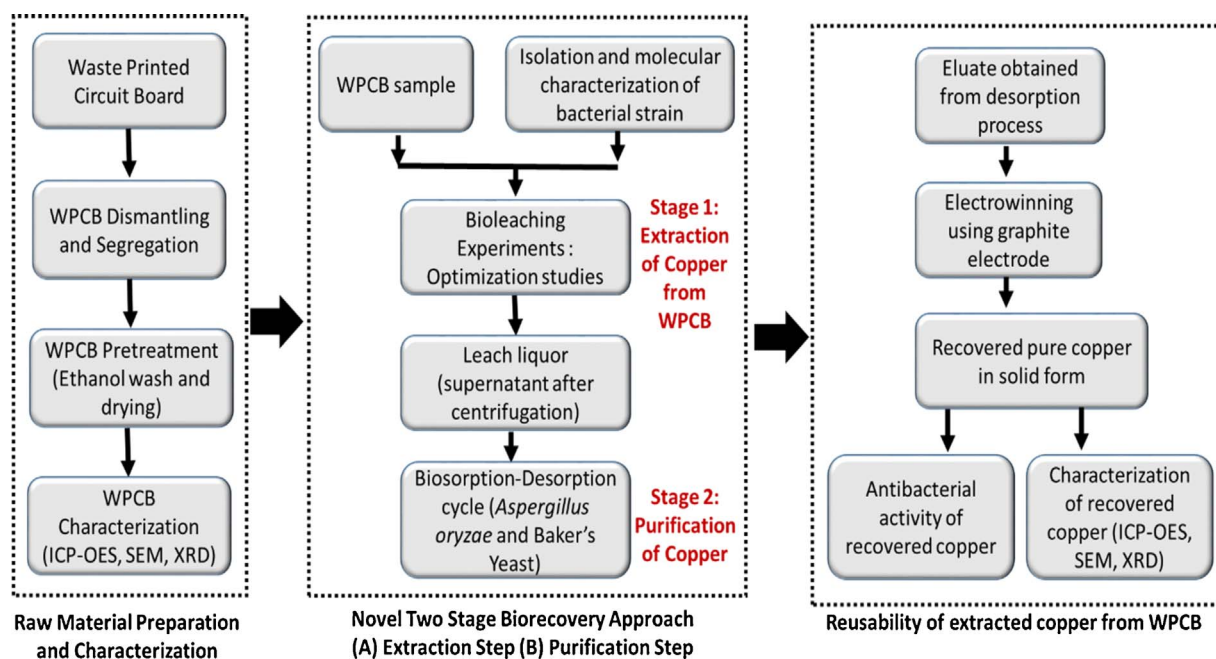 Waste Printed
Circuit Board
WPCB Dismantling
and Segregation
WPCB Pretreatment
(Ethanol wash and
drying)
WPCB
Characterization
(ICP-OES, SEM, XRD)
Raw Material Preparation
and Characterization
WPCB sample
Isolation and molecular
characterization of
bacterial strain
Bioleaching
Experiments :
Optimization studies
Stage 1:
Extraction
of Copper
from
WPCB
Leach liquor
(supernatant after
centrifugation)
Biosorption-Desorption
cycle (Aspergillus
oryzae and Baker's
Yeast)
Stage 2:
Purification
of Copper
Novel Two Stage Biorecovery Approach
(A) Extraction Step (B) Purification Step
Eluate obtained
from desorption
process
Electrowinning
using graphite
electrode
Recovered pure copper
in solid form
Antibacterial
activity of
recovered copper
Characterization
of recovered
copper (ICP-OES,
SEM, XRD)
Reusability of extracted copper from WPCB